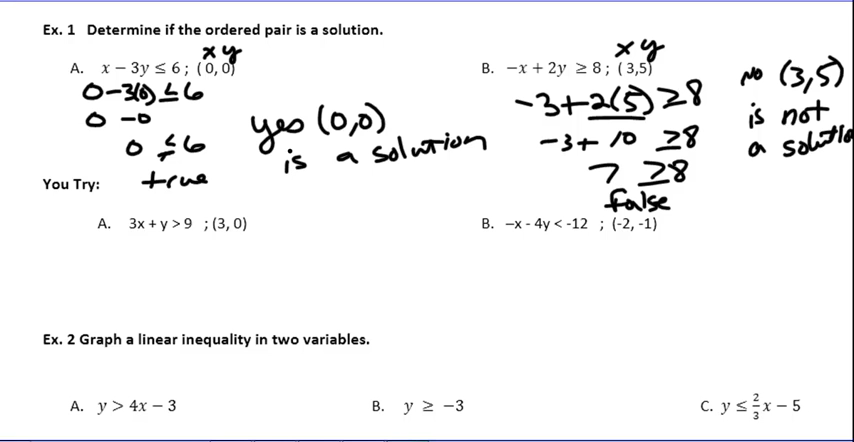 Ex. 1 Determine if the ordered pair is a solution.
x y
A. x − 3y ≤ 6 ; (0, 0)
0 - 3(0) ≤ 6
0 - 0
0 ≤ 6
true
yes (0,0)
is a solution
x y
B. −x + 2y ≥ 8 ; (3,5)
-3 + 2(5) ≥ 8
-3 + 10 ≥ 8
7 ≥ 8
false
no (3,5)
is not
a solutio
You Try:
A. 3x + y > 9 ; (3, 0)
B. –x - 4y < -12 ; (-2, -1)
Ex. 2 Graph a linear inequality in two variables.
A. y > 4x − 3
B. y ≥ −3
C. y ≤ 2/3 x − 5